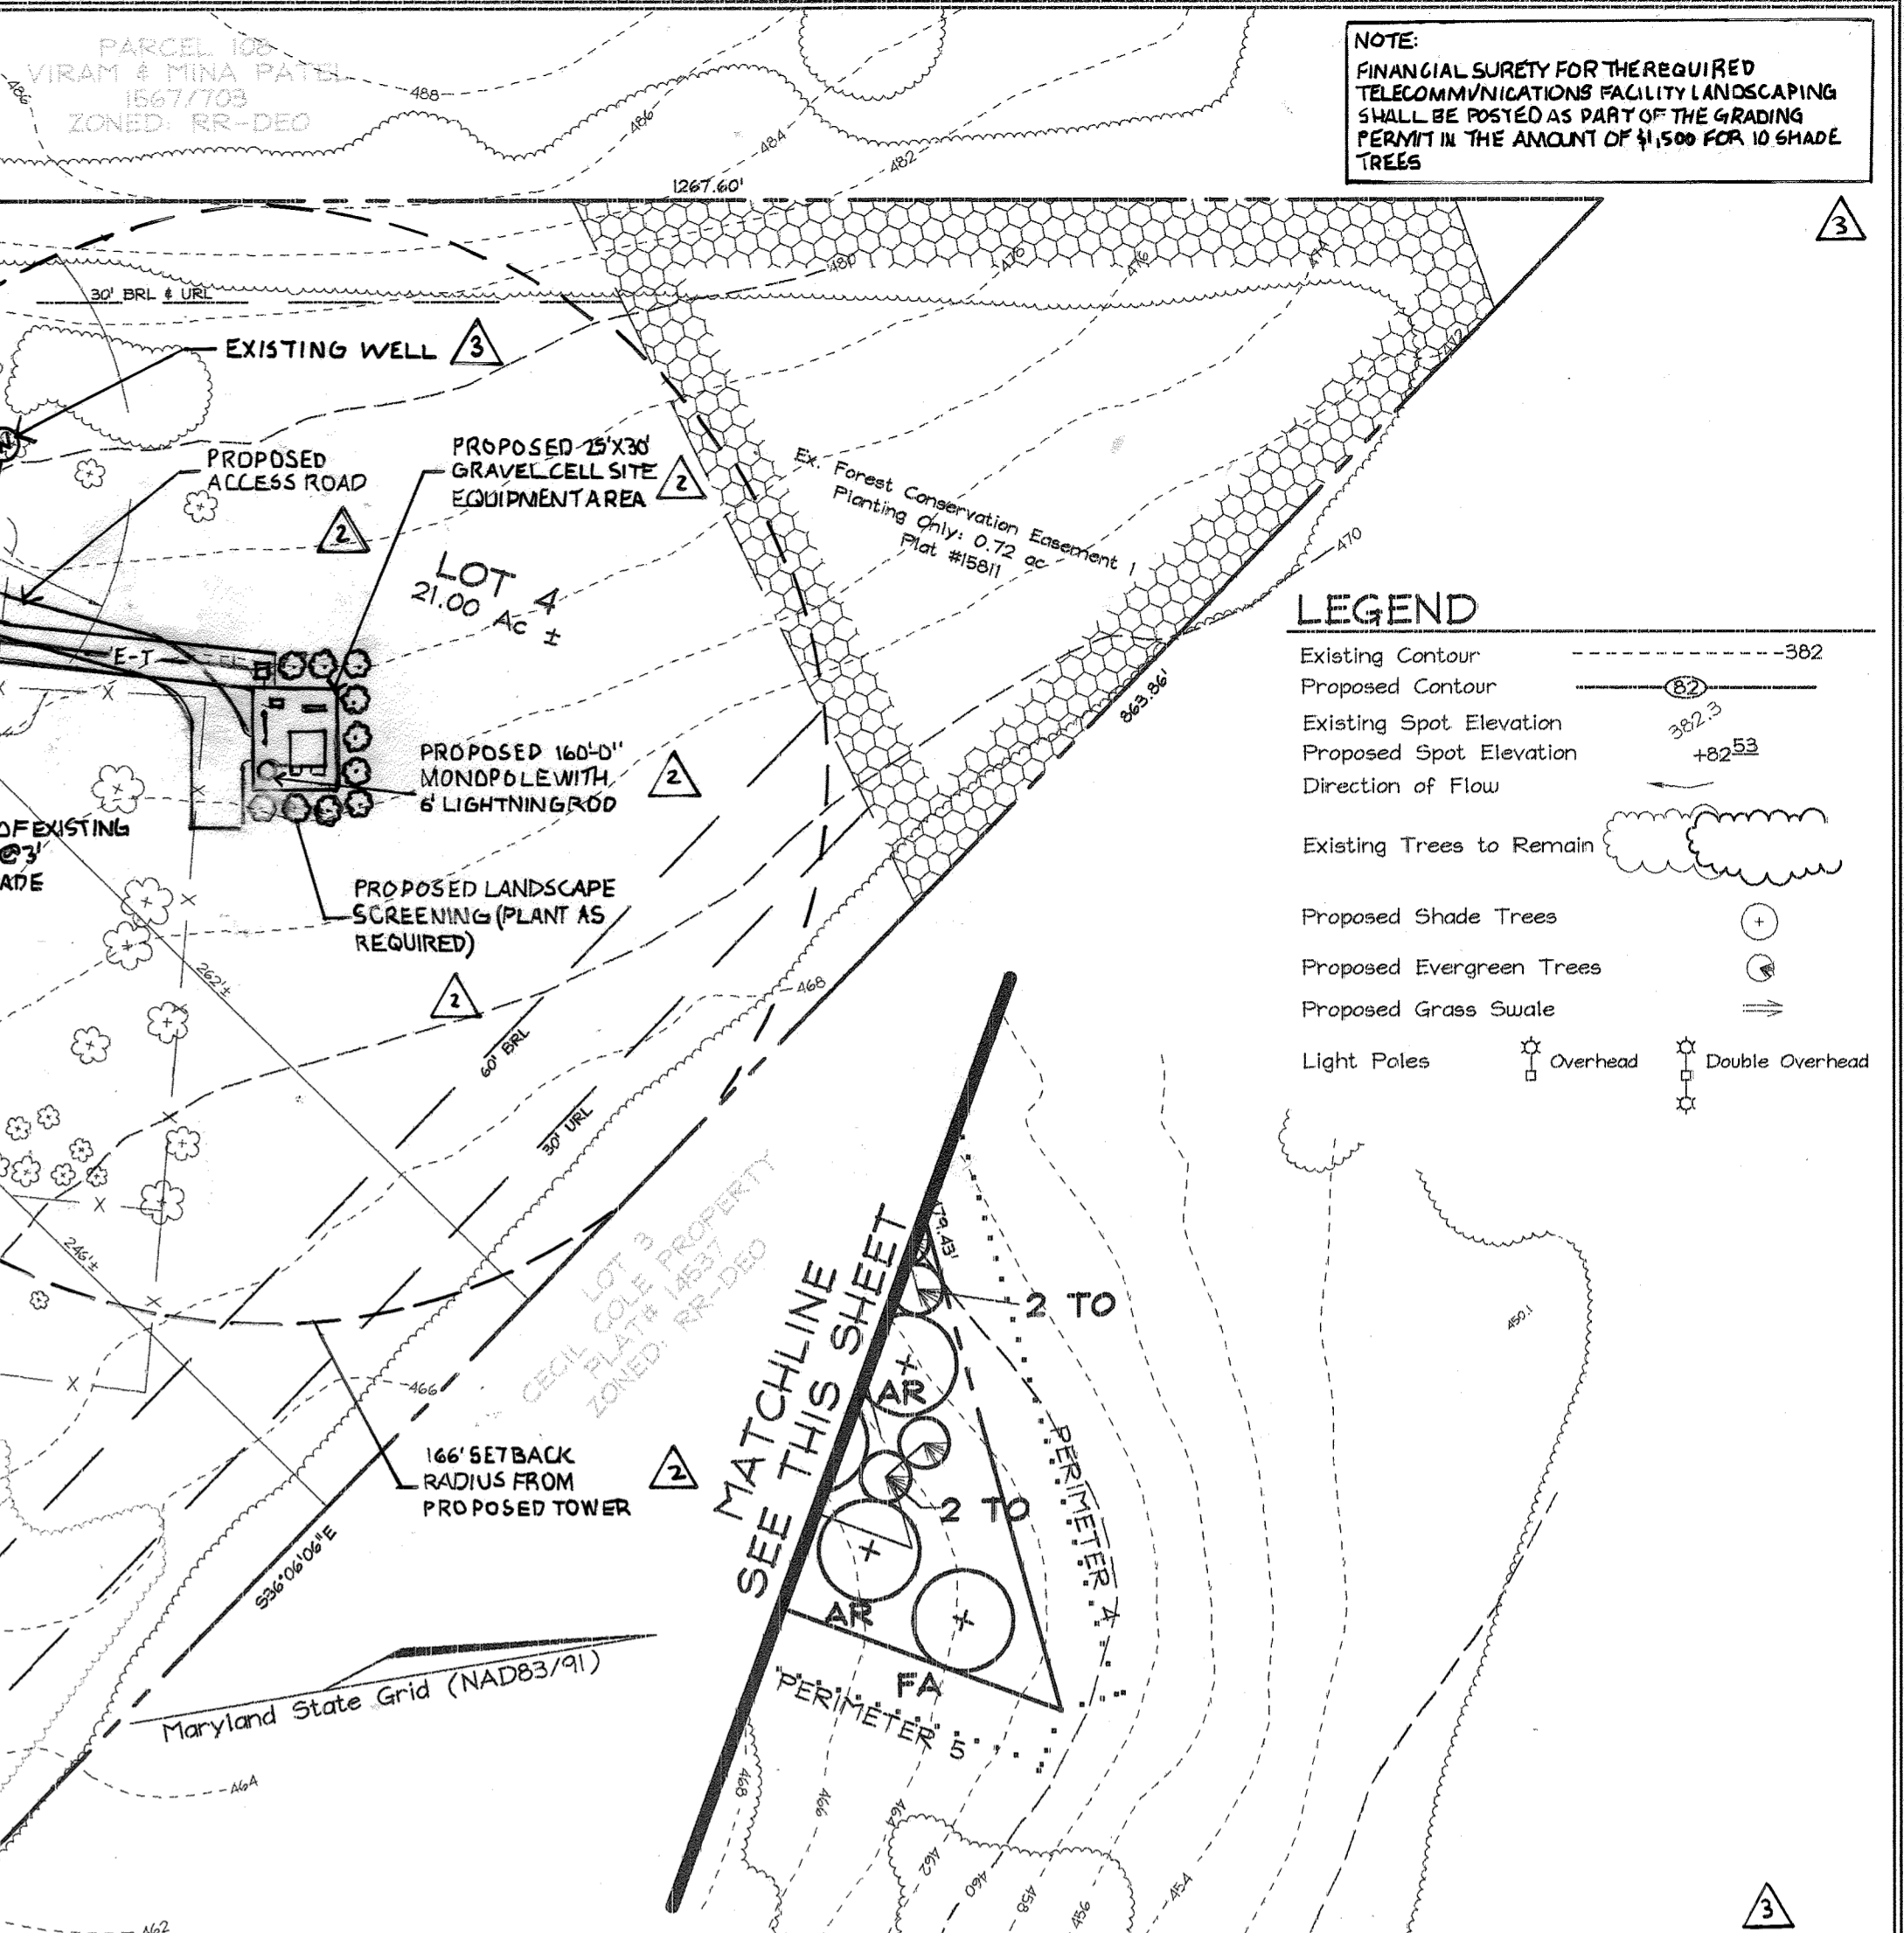 PARCEL 108
VIRAM & MINA PATEL
1567/703
ZONED: RR-DEO
NOTE:
FINANCIAL SURETY FOR THE REQUIRED
TELECOMMUNICATIONS FACILITY LANDSCAPING
SHALL BE POSTED AS PART OF THE GRADING
PERMIT IN THE AMOUNT OF $1,500 FOR 10 SHADE
TREES
3
486
488
486
484
482
1267.60'
480
478
476
474
472
470
30' BRL & URL
EXISTING WELL
3
PROPOSED
ACCESS ROAD
2
PROPOSED 25'X30'
GRAVEL CELL SITE
EQUIPMENT AREA
2
Ex. Forest Conservation Easement 1
Planting Only: 0.72 ac
Plat #15811
LOT 4
21.00 Ac ±
E-T
863.86'
PROPOSED 160'-0"
MONOPOLE WITH
6' LIGHTNING ROD
2
OF EXISTING
@3'
ADE
PROPOSED LANDSCAPE
SCREENING (PLANT AS
REQUIRED)
2
LEGEND
Existing Contour 382
Proposed Contour 82
Existing Spot Elevation 382.3
Proposed Spot Elevation +82 53
Direction of Flow
Existing Trees to Remain
Proposed Shade Trees
Proposed Evergreen Trees
Proposed Grass Swale
Light Poles Overhead Double Overhead
262'±
246'±
468
60' BRL
30' URL
LOT 3
CECIL COLE PROPERTY
PLAT# 14537
ZONED: RR-DEO
466
166' SETBACK
RADIUS FROM
PROPOSED TOWER
2
S36°06'06"E
Maryland State Grid (NAD83/91)
464
462
MATCHLINE
SEE THIS SHEET
2 TO
AR
2 TO
AR
FA
PERIMETER 4
PERIMETER 5
450.1
468
466
464
462
460
458
456
454
3